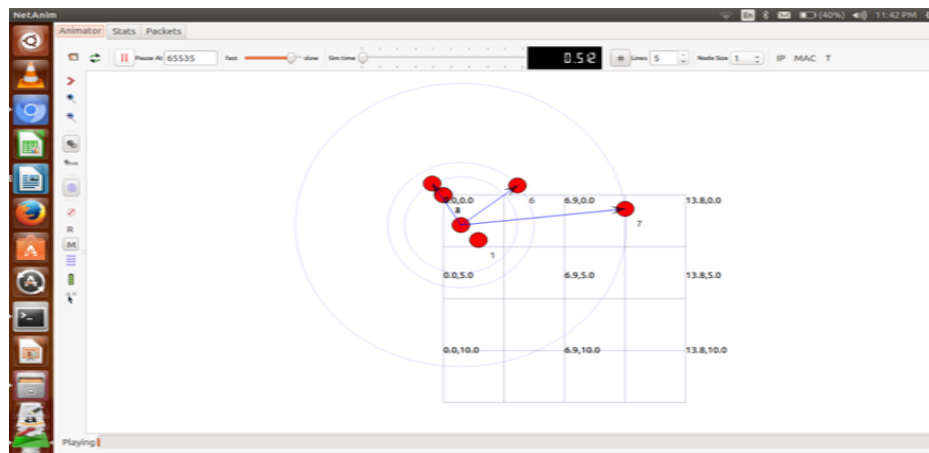 NetAnim
En (40%) 11:42 PM
Animator Stats Packets
Pause At 65535 fast slow Sim time 0.512 Lines 5 Node Size 1 IP MAC T
0.0,0.0 6 6.9,0.0 13.8,0.0
7
1
0.0,5.0 6.9,5.0 13.8,5.0
R
M
0.0,10.0 6.9,10.0 13.8,10.0
Playing